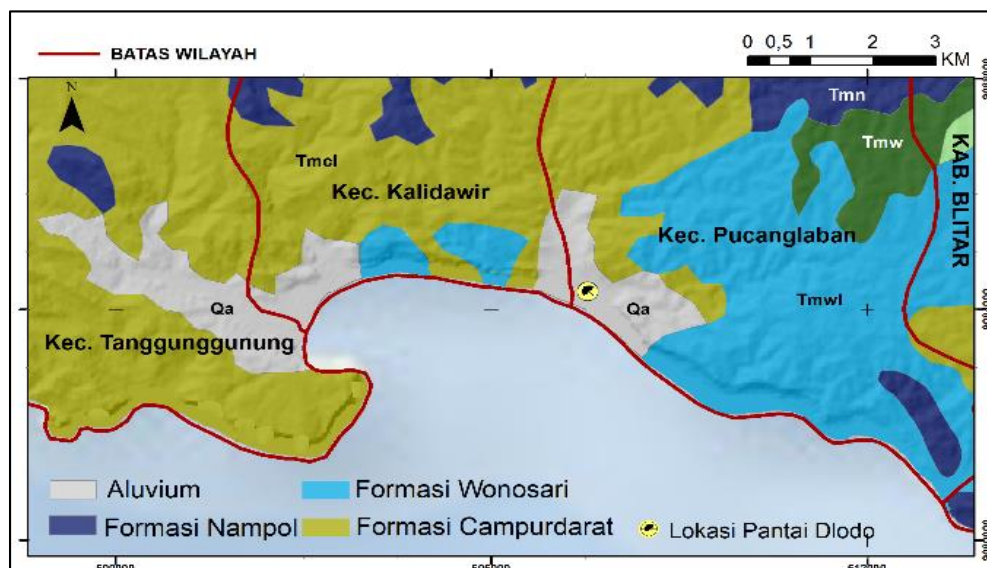 BATAS WILAYAH
0 0,5 1 2 3
KM
N
Tmn
Tmcl
Tmw
KAB. BLITAR
Kec. Kalidawir
Kec. Pucanglaban
Qa
Qa
Tmwl
Kec. Tanggunggunung
Aluvium
Formasi Wonosari
Formasi Nampol
Formasi Campurdarat
Lokasi Pantai Dlodo